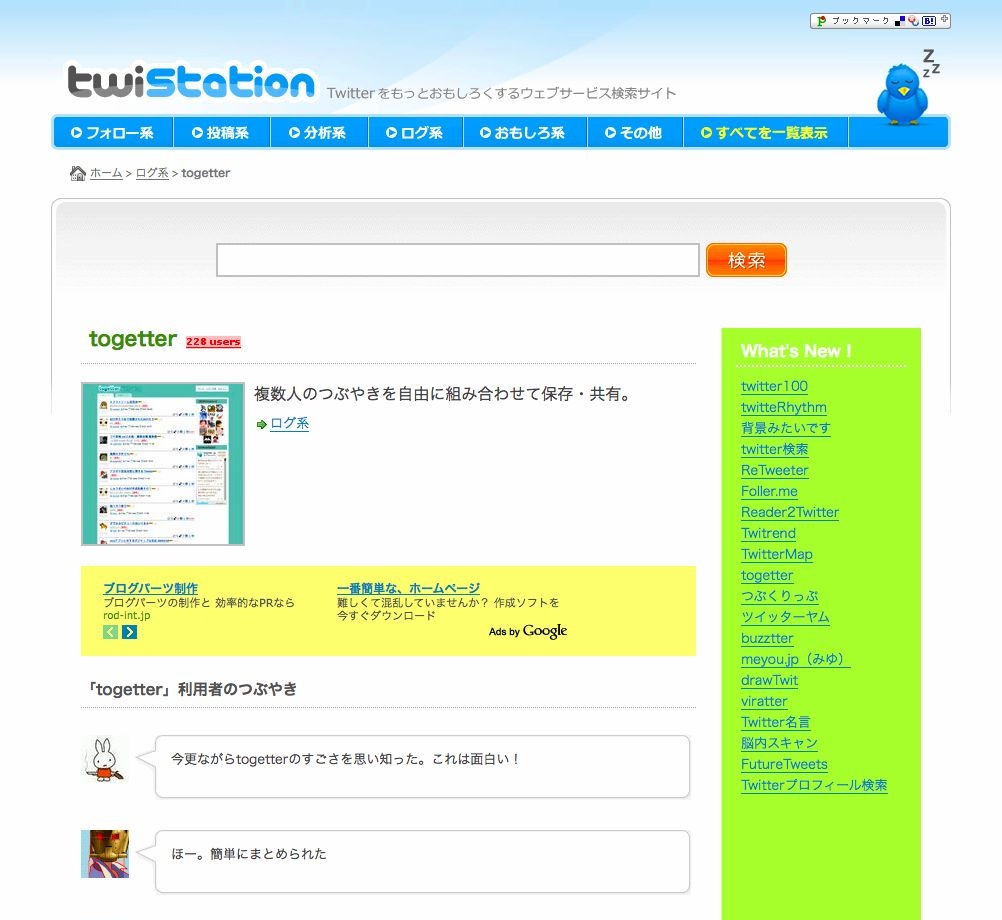 ブックマーク B!
twistation Twitter をもっとおもしろくするウェブサービス検索サイト
Z
z z
フォロー系 投稿系 分析系 ログ系 おもしろ系 その他 すべてを一覧表示
ホーム > ログ系 > togetter
検索
togetter 228 users
複数人のつぶやきを自由に組み合わせて保存・共有。
ログ系
ブログパーツ制作
ブログパーツの制作と 効率的なPRなら
rod-int.jp
一番簡単な、ホームページ
難しくて混乱していませんか？ 作成ソフトを
今すぐダウンロード
Ads by Google
「togetter」利用者のつぶやき
今更ながらtogetterのすごさを思い知った。これは面白い！
ほー。簡単にまとめられた
What's New !
twitter100
twitteRhythm
背景みたいです
twitter検索
ReTweeter
Foller.me
Reader2Twitter
Twitrend
TwitterMap
togetter
つぶくりっぷ
ツイッターヤム
buzztter
meyou.jp（みゆ）
drawTwit
viratter
Twitter名言
脳内スキャン
FutureTweets
Twitterプロフィール検索